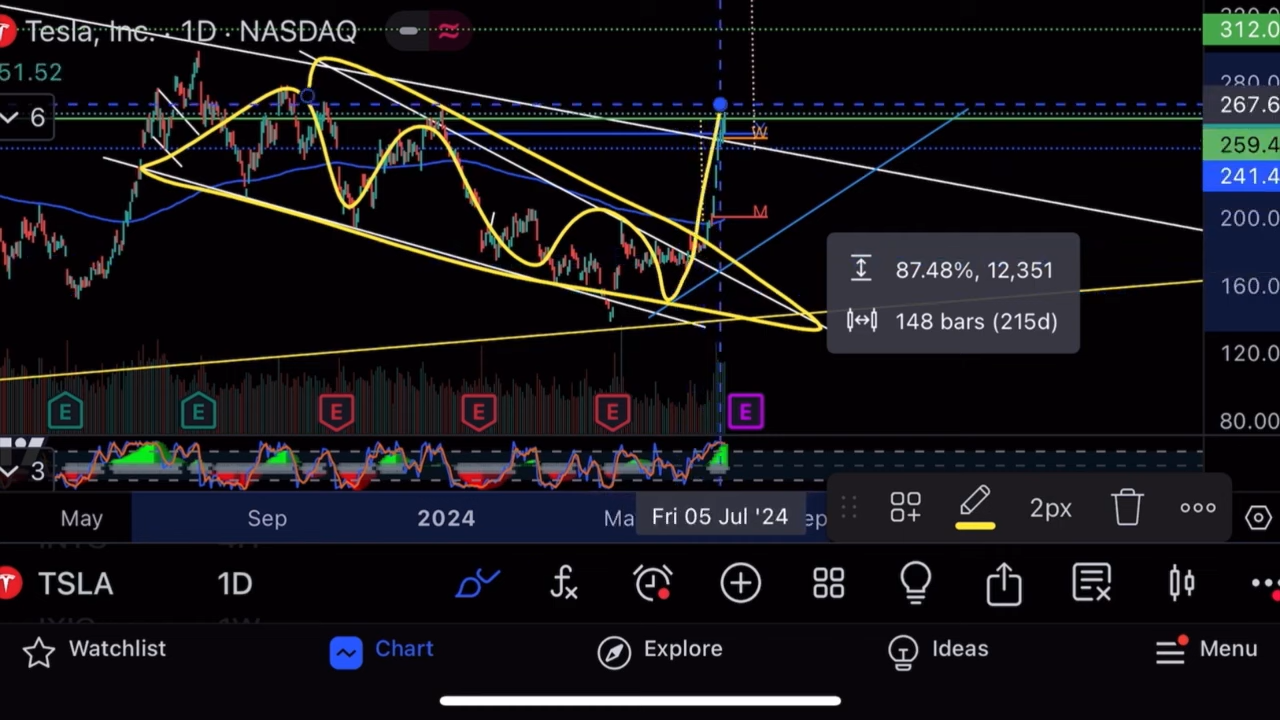 Tesla, Inc. · 1D · NASDAQ
312.0
51.52
280.0
6
267.6
W
259.4
241.4
M
200.0
87.48%, 12,351
160.0
148 bars (215d)
120.0
E E E E E E
80.00
3
May Sep 2024 Ma Fri 05 Jul '24 ep
2px
TSLA 1D
Watchlist Chart Explore Ideas Menu